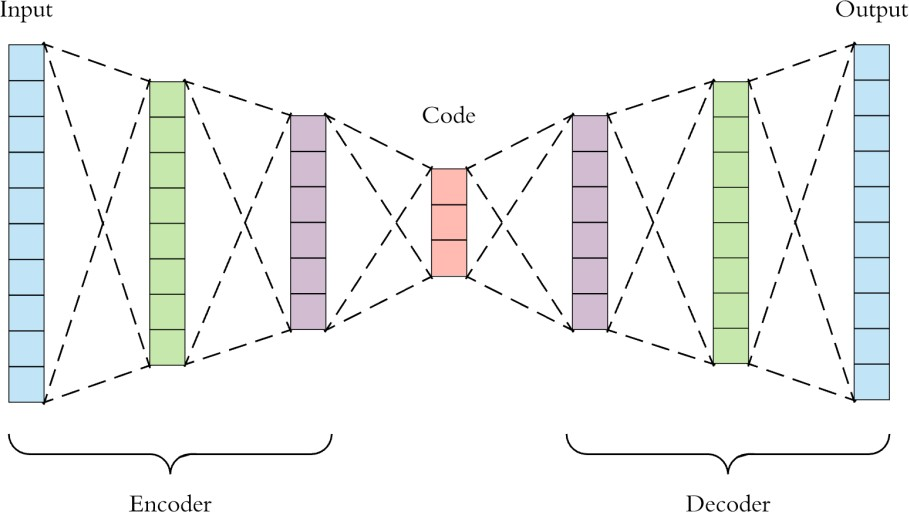 Input
Output
Code
Encoder
Decoder